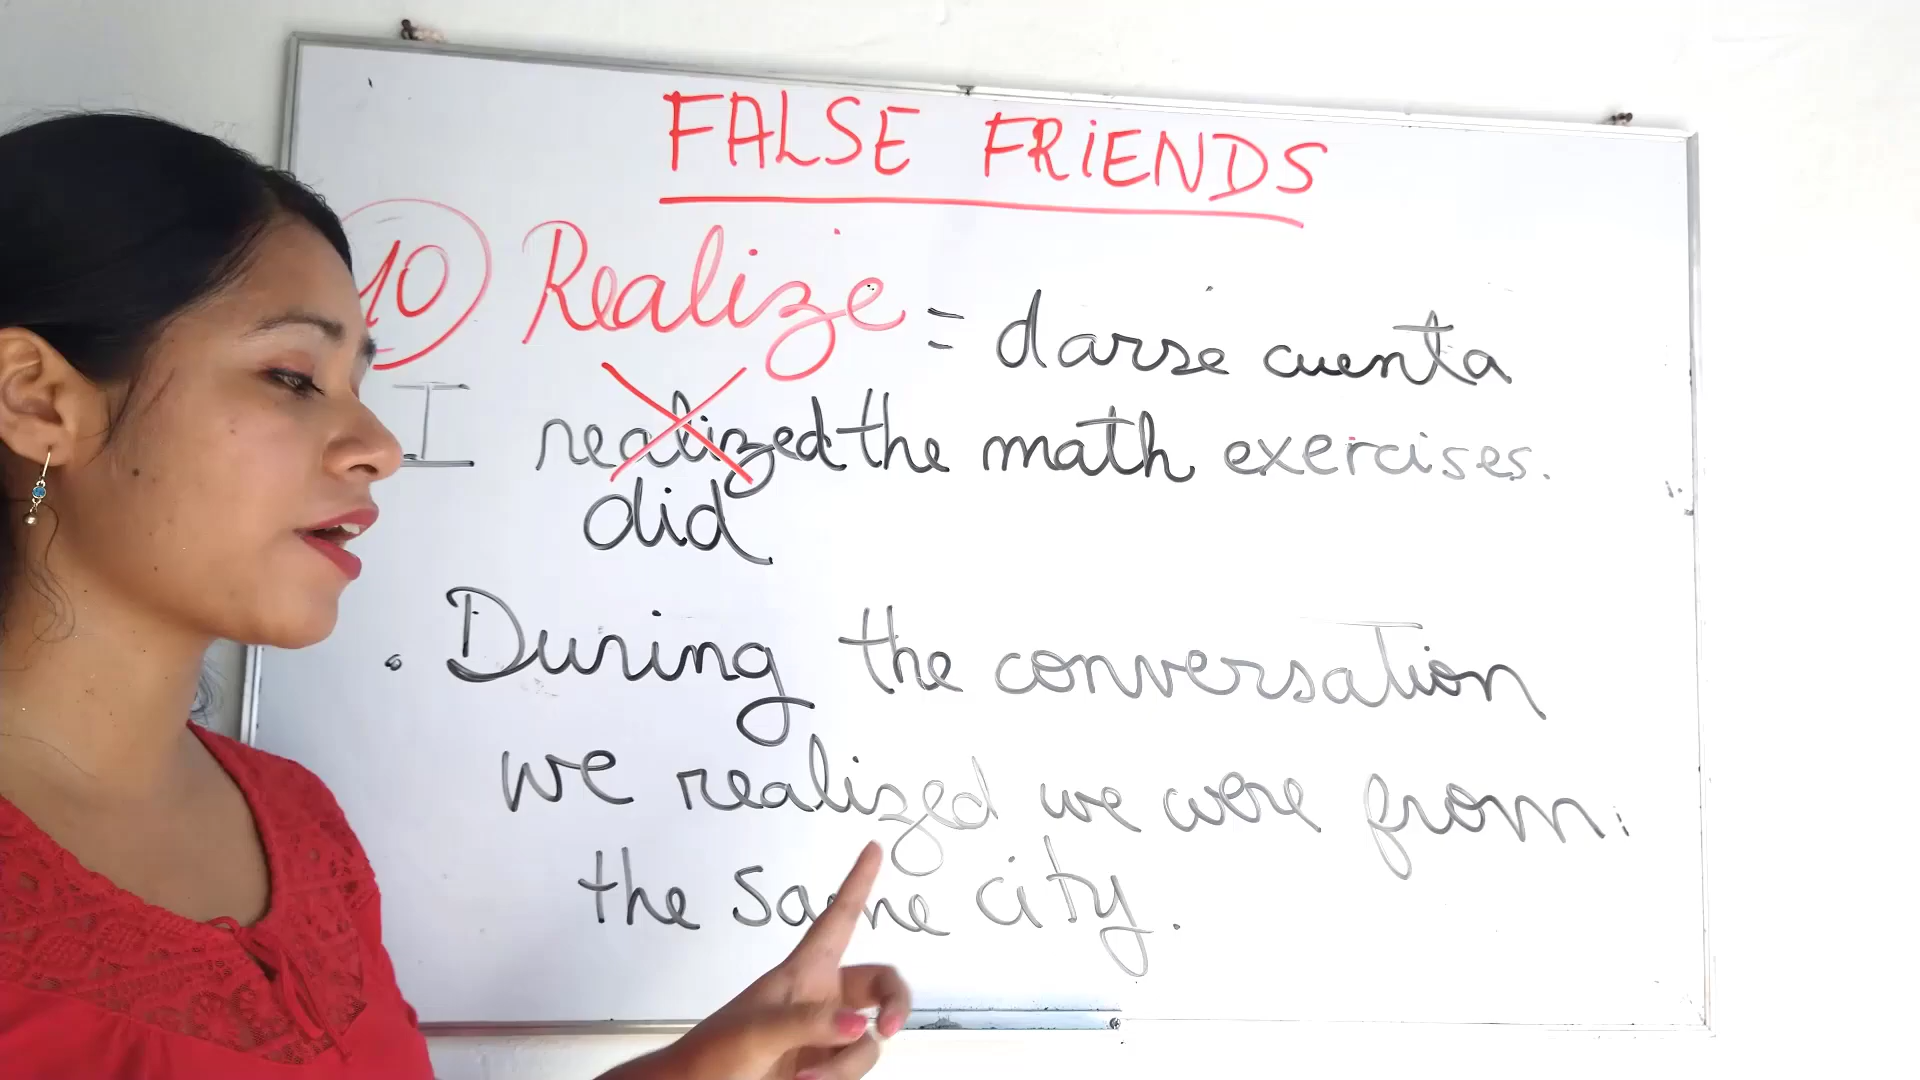 FALSE FRIENDS
10 Realize = darse cuenta
I realized the math exercises.
did
. During the conversation
we realized we were from
the same city.